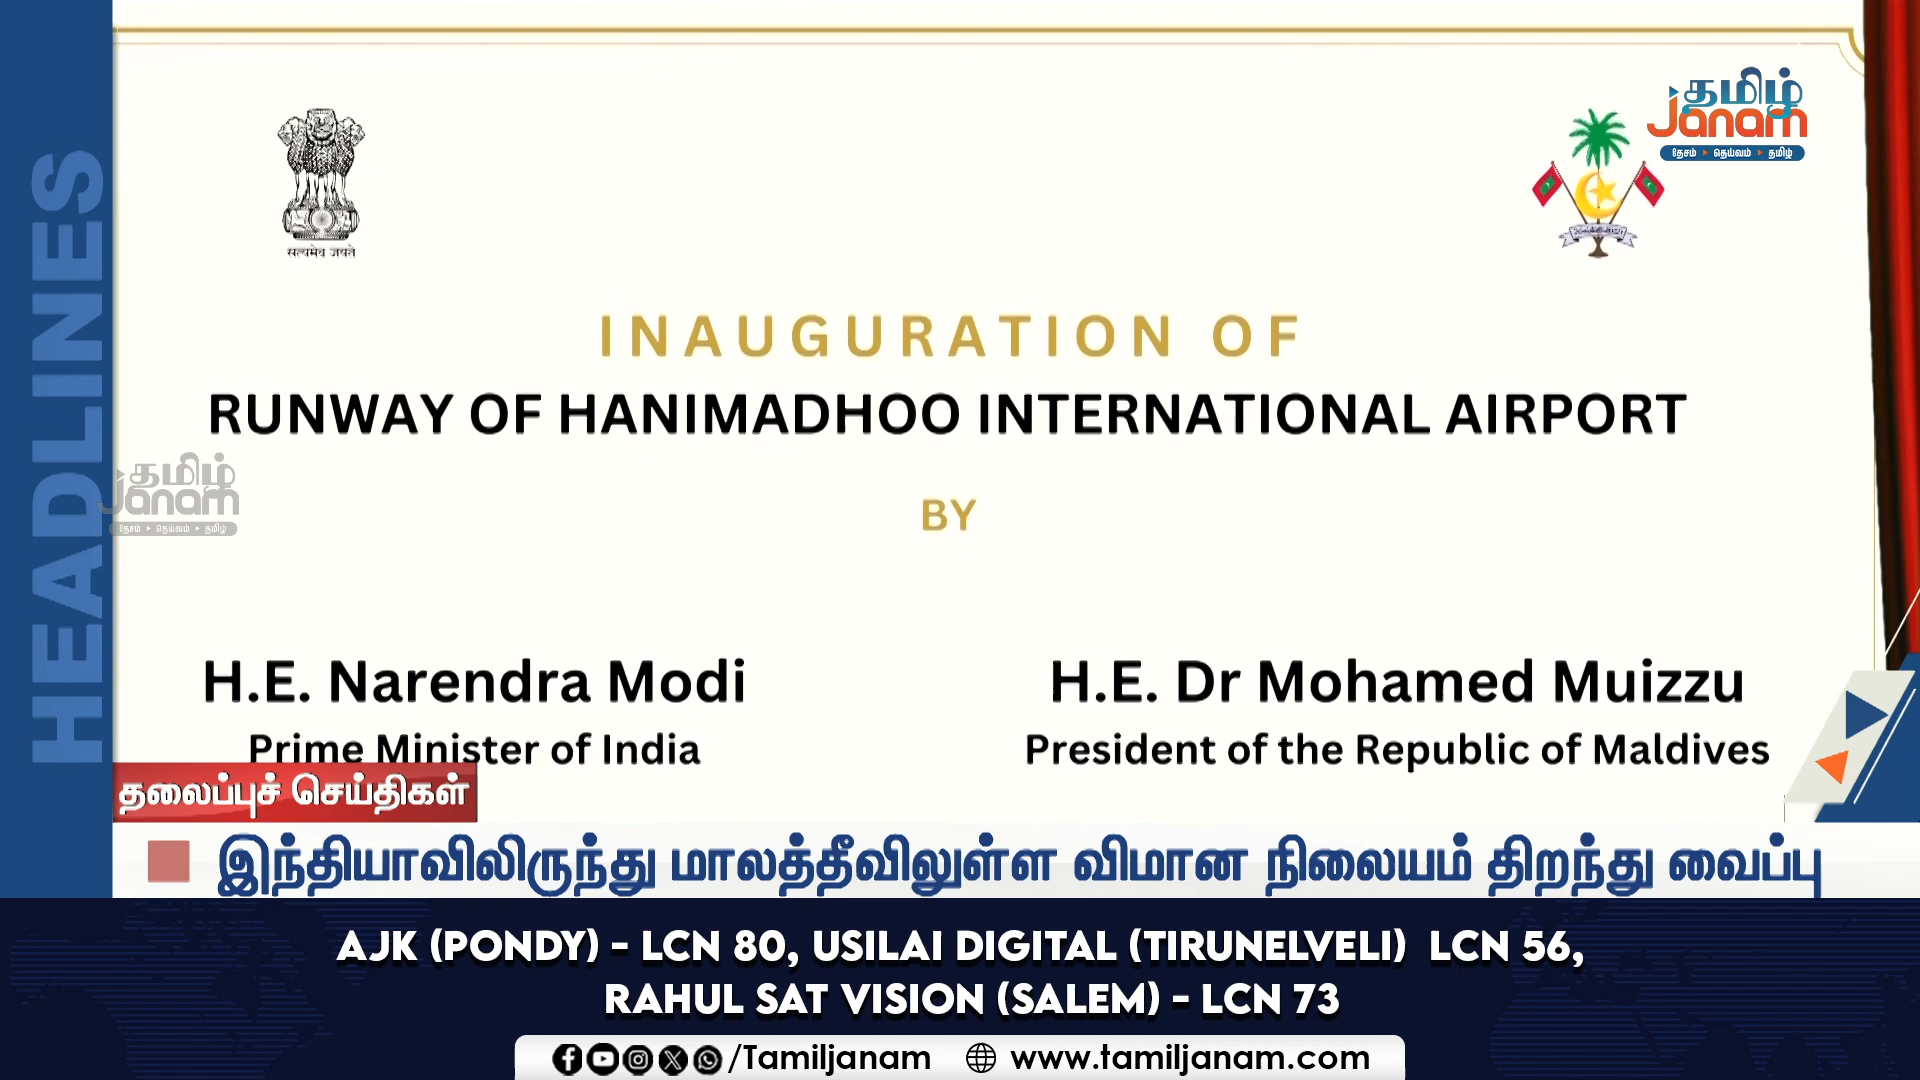 HEADLINES
தமிழ்
Janam
தேசம் தெய்வம் தமிழ்
सत्यमेव जयते
INAUGURATION OF
RUNWAY OF HANIMADHOO INTERNATIONAL AIRPORT
தமிழ்
Janam
தேசம் தெய்வம் தமிழ்
BY
H.E. Narendra Modi
Prime Minister of India
H.E. Dr Mohamed Muizzu
President of the Republic of Maldives
தலைப்புச் செய்திகள்
இந்தியாவிலிருந்து மாலத்தீவிலுள்ள விமான நிலையம் திறந்து வைப்பு
AJK (PONDY) - LCN 80, USILAI DIGITAL (TIRUNELVELI) LCN 56,
RAHUL SAT VISION (SALEM) - LCN 73
/Tamiljanam www.tamiljanam.com